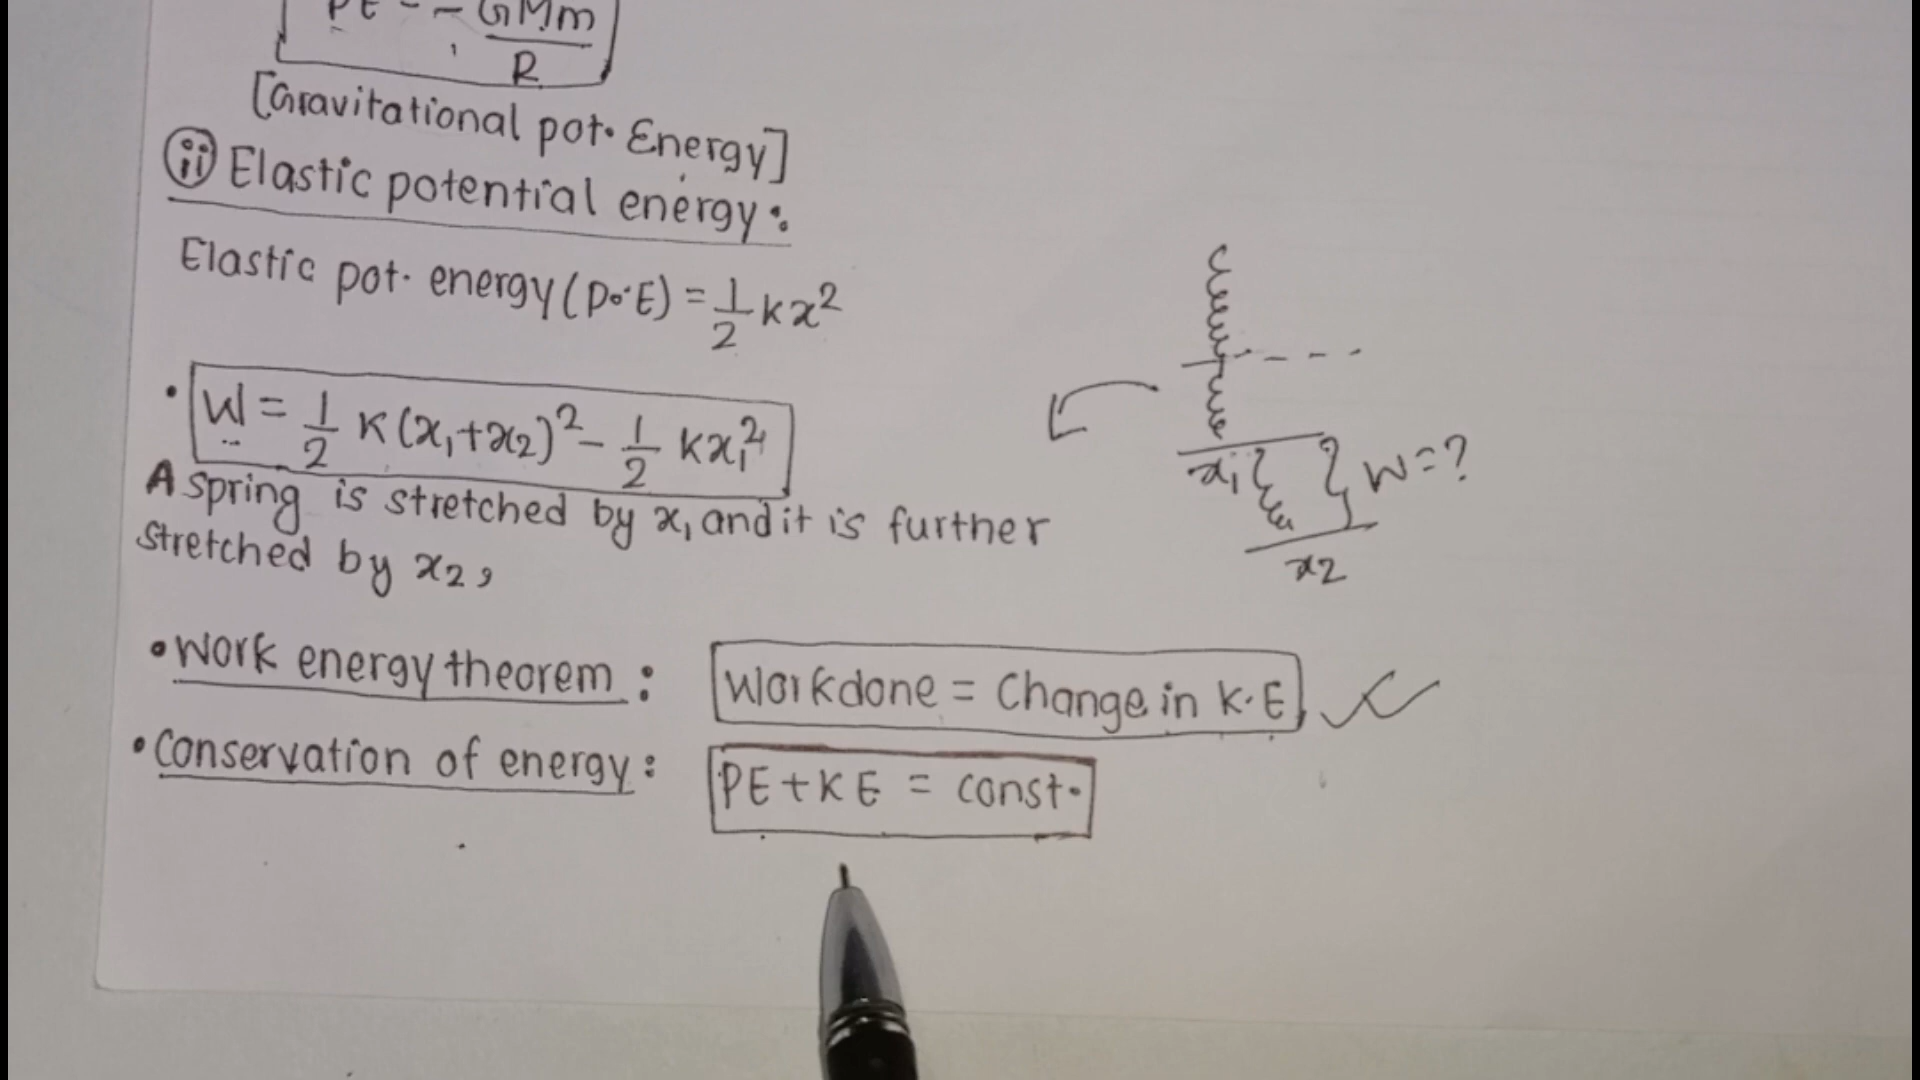 PE = - GMm
R
[Gravitational pot. Energy]
(ii) Elastic potential energy:
Elastic pot. energy (P.E) = 1/2 kx²
• W = 1/2 K(x₁+x₂)² - 1/2 kx₁²
A spring is stretched by x₁ and it is further
stretched by x₂,
x₁
W = ?
x₂
• Work energy theorem : Workdone = Change in K.E
• Conservation of energy : PE + KE = const.